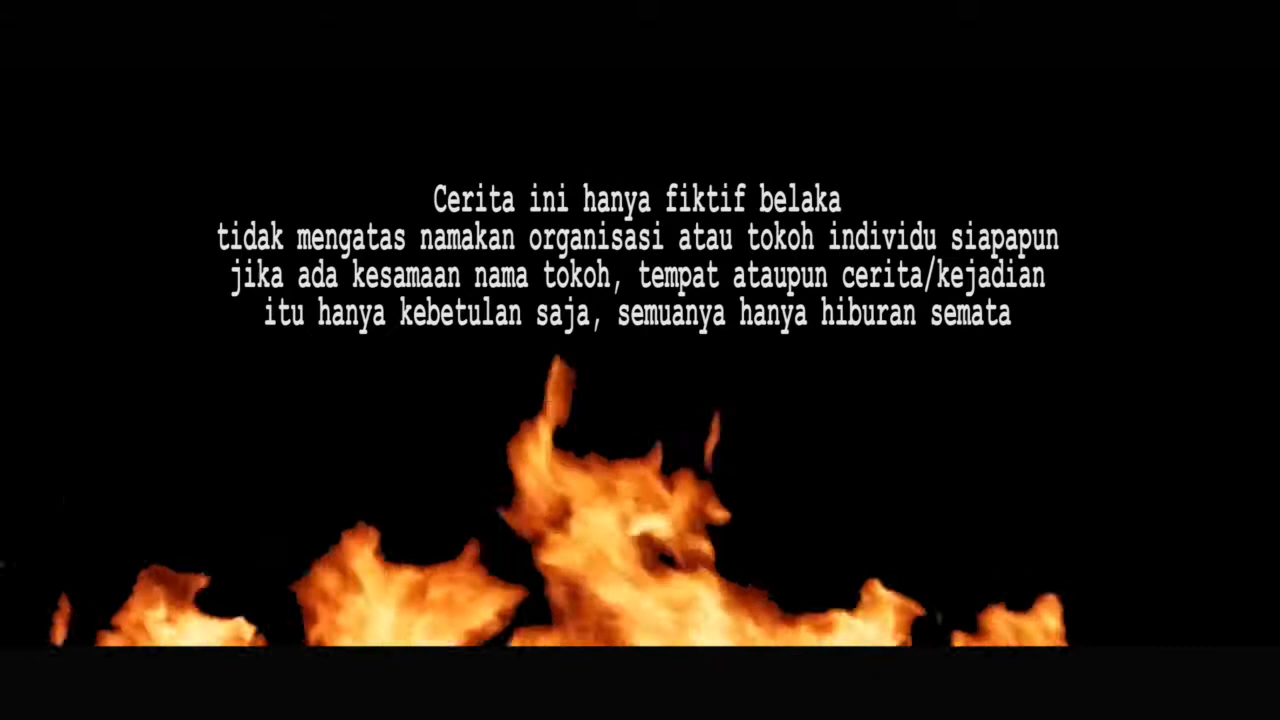 Cerita ini hanya fiktif belaka
tidak mengatas namakan organisasi atau tokoh individu siapapun
jika ada kesamaan nama tokoh, tempat ataupun cerita/kejadian
itu hanya kebetulan saja, semuanya hanya hiburan semata